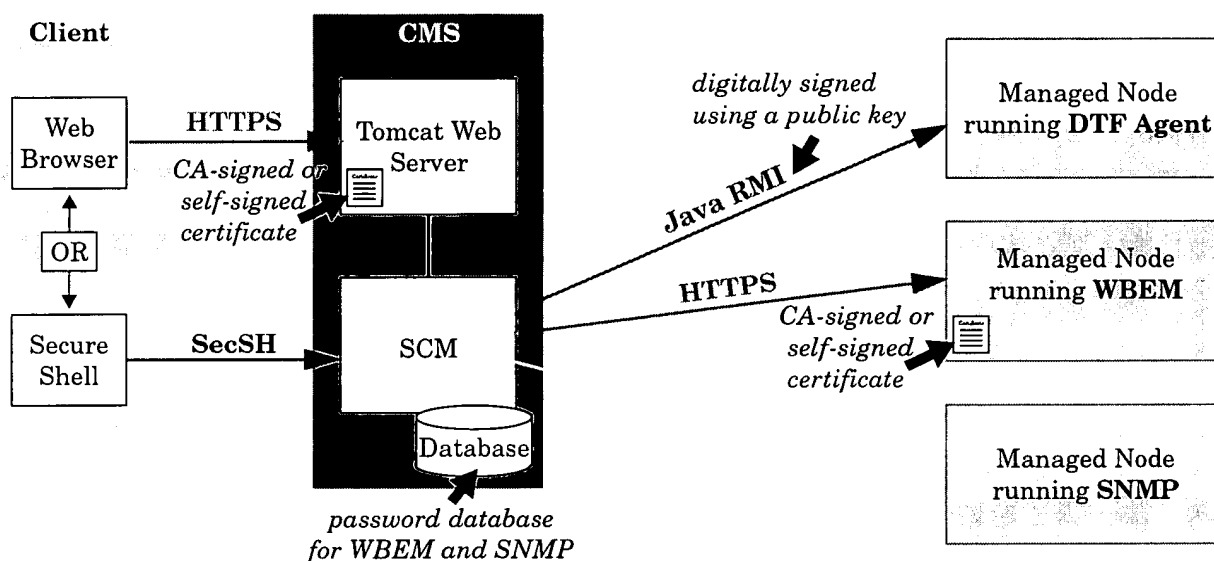 Client
CMS
Web
Browser
HTTPS
CA-signed or
self-signed
certificate
OR
Secure
Shell
SecSH
Tomcat Web
Server
SCM
Database
password database
for WBEM and SNMP
digitally signed
using a public key
Java RMI
HTTPS
CA-signed or
self-signed
certificate
Managed Node
running DTF Agent
Managed Node
running WBEM
Managed Node
running SNMP